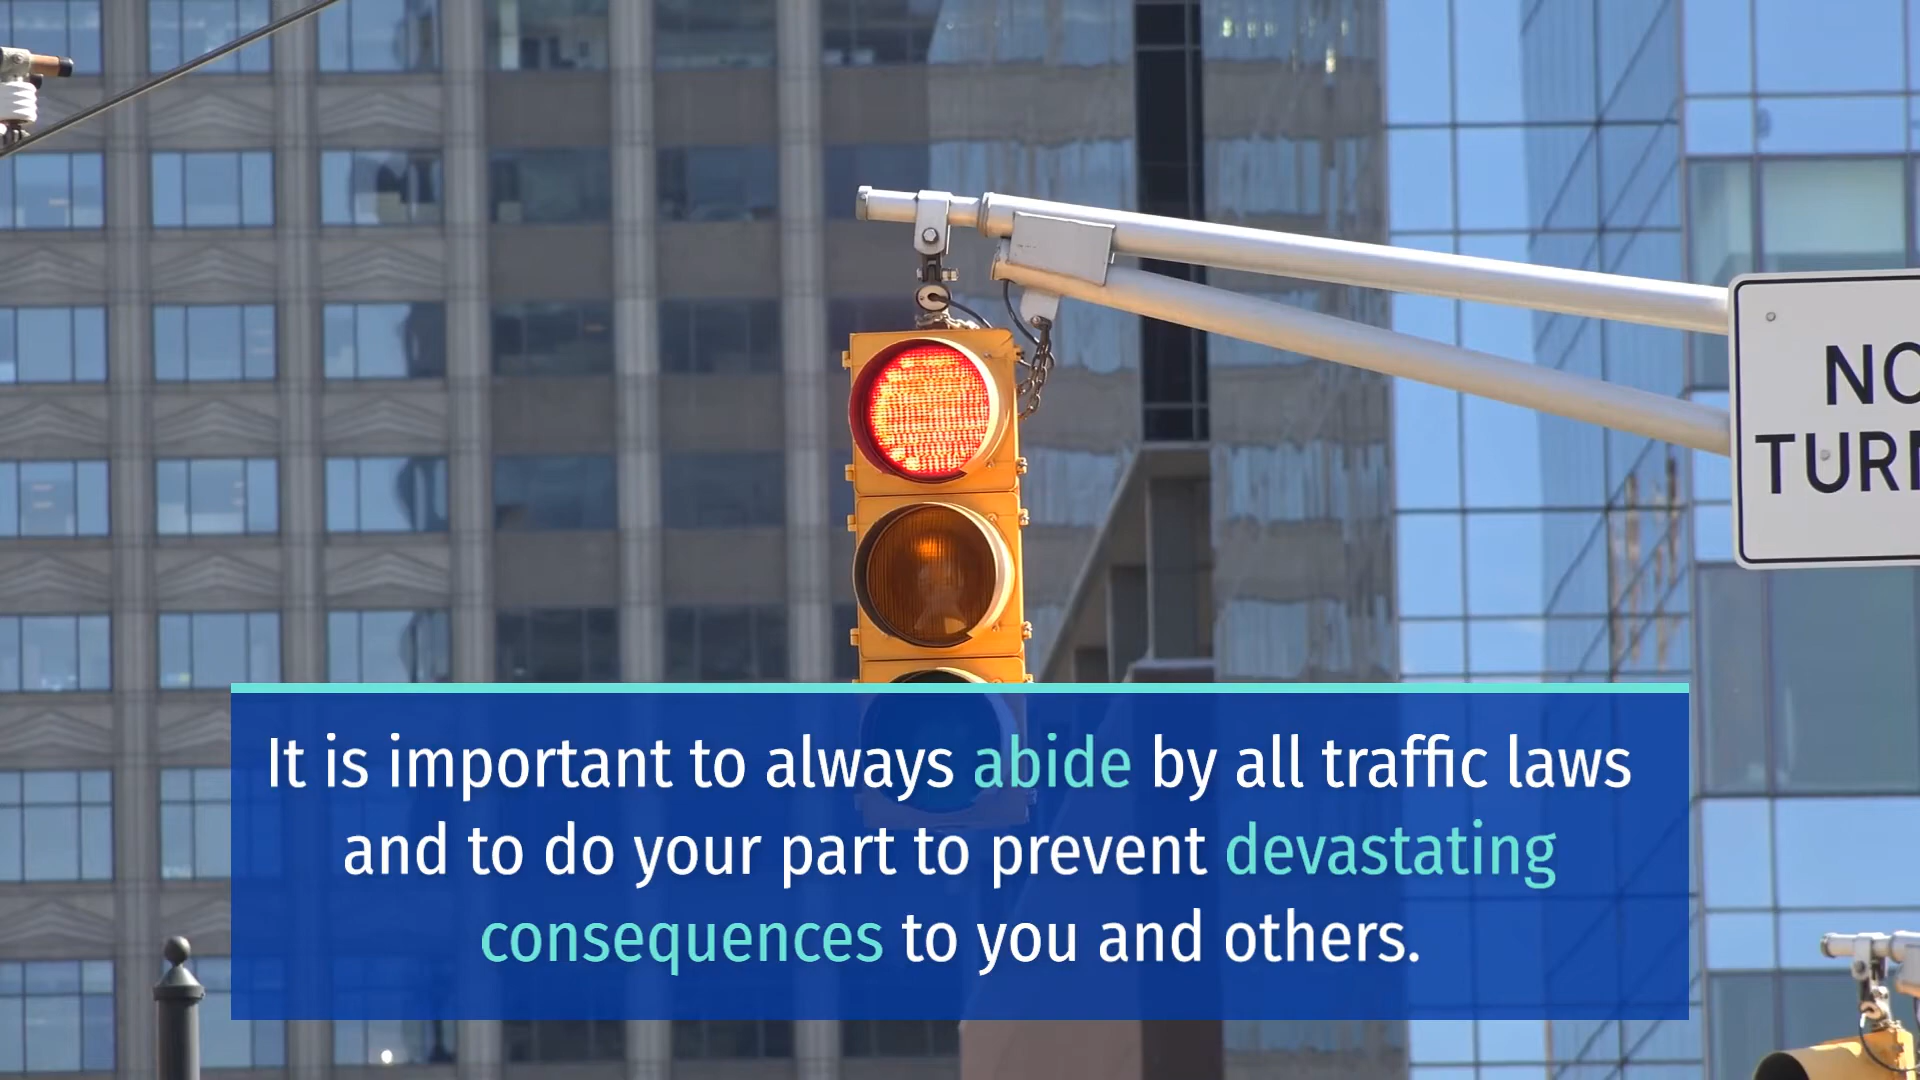 NO
It is important to always abide by all traffic laws
and to do your part to prevent devastating
consequences to you and others.